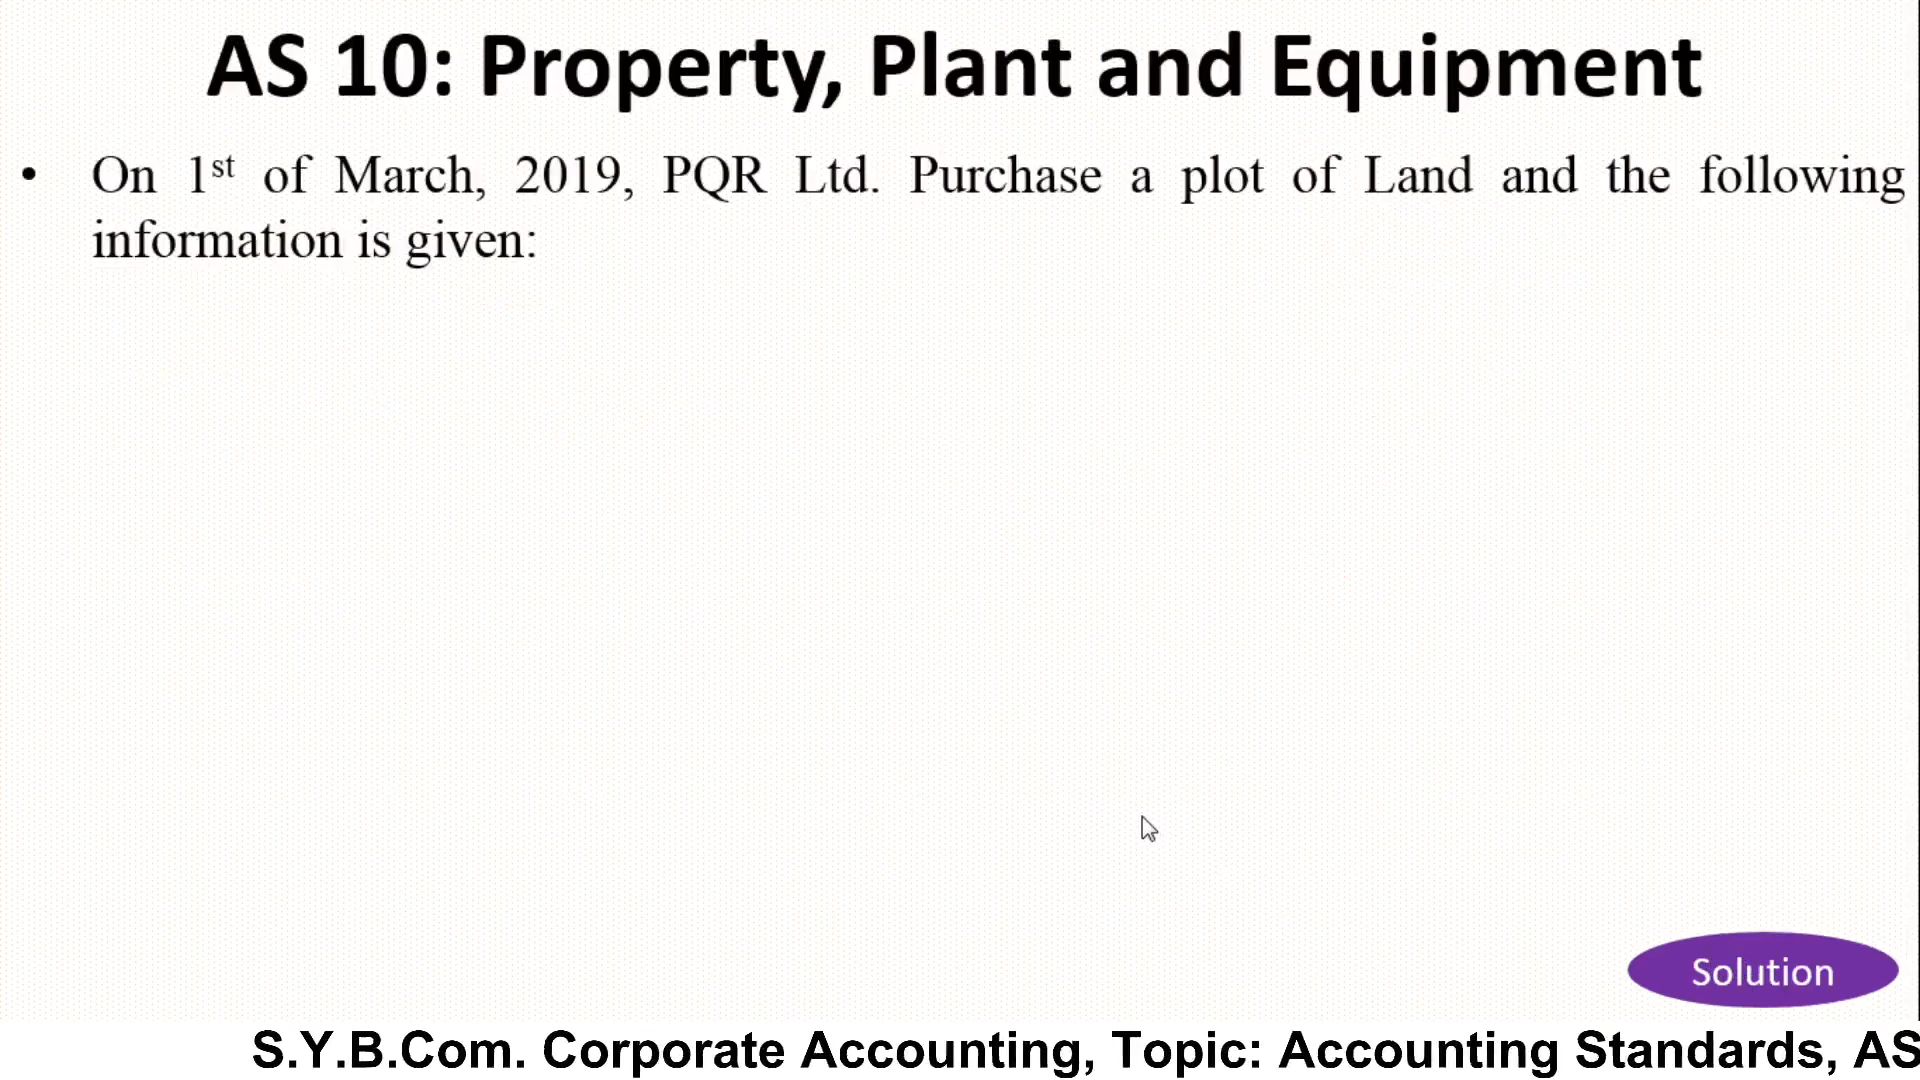 AS 10: Property, Plant and Equipment
• On 1st of March, 2019, PQR Ltd. Purchase a plot of Land and the following
information is given:
Solution
S.Y.B.Com. Corporate Accounting, Topic: Accounting Standards, AS